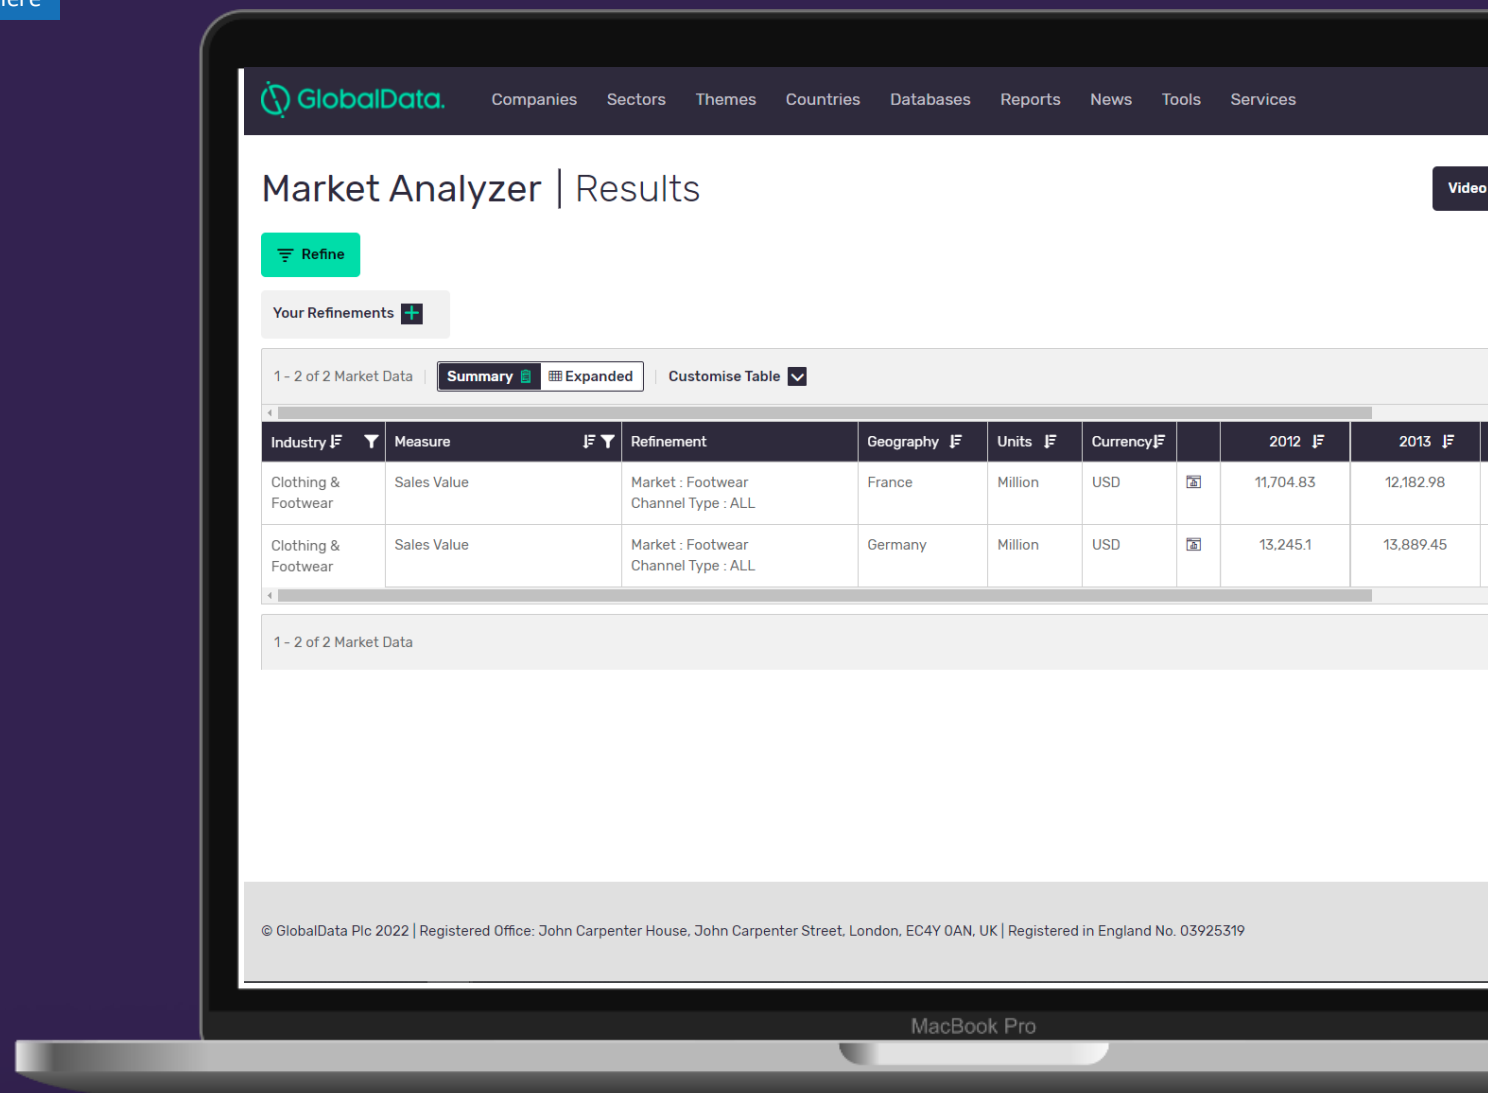 GlobalData. Companies Sectors Themes Countries Databases Reports News Tools Services
Market Analyzer | Results
Video
Refine
Your Refinements
1 - 2 of 2 Market Data | Summary Expanded | Customise Table
Industry Measure Refinement Geography Units Currency 2012 2013
Clothing & Footwear Sales Value Market : Footwear Channel Type : ALL France Million USD 11,704.83 12,182.98
Clothing & Footwear Sales Value Market : Footwear Channel Type : ALL Germany Million USD 13,245.1 13,889.45
1 - 2 of 2 Market Data
© GlobalData Plc 2022 | Registered Office: John Carpenter House, John Carpenter Street, London, EC4Y 0AN, UK | Registered in England No. 03925319
MacBook Pro